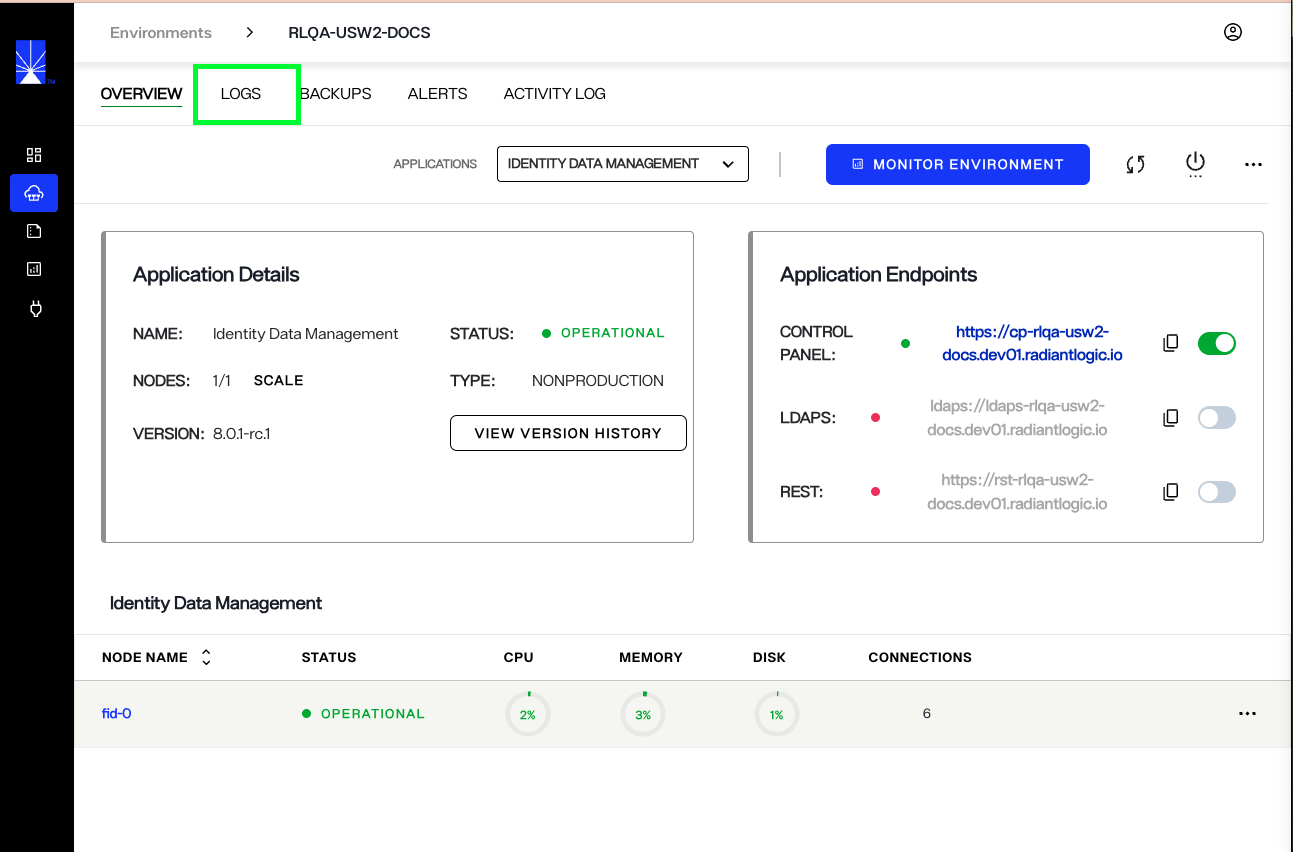 Environments > RLQA-USW2-DOCS
OVERVIEW LOGS BACKUPS ALERTS ACTIVITY LOG
APPLICATIONS IDENTITY DATA MANAGEMENT MONITOR ENVIRONMENT
Application Details
NAME: Identity Data Management STATUS: OPERATIONAL
NODES: 1/1 SCALE TYPE: NONPRODUCTION
VERSION: 8.0.1-rc.1 VIEW VERSION HISTORY
Application Endpoints
CONTROL
PANEL:
https://cp-rlqa-usw2-
docs.dev01.radiantlogic.io
LDAPS:
ldaps://ldaps-rlqa-usw2-
docs.dev01.radiantlogic.io
REST:
https://rst-rlqa-usw2-
docs.dev01.radiantlogic.io
Identity Data Management
NODE NAME STATUS CPU MEMORY DISK CONNECTIONS
fid-0 OPERATIONAL 2% 3% 1% 6